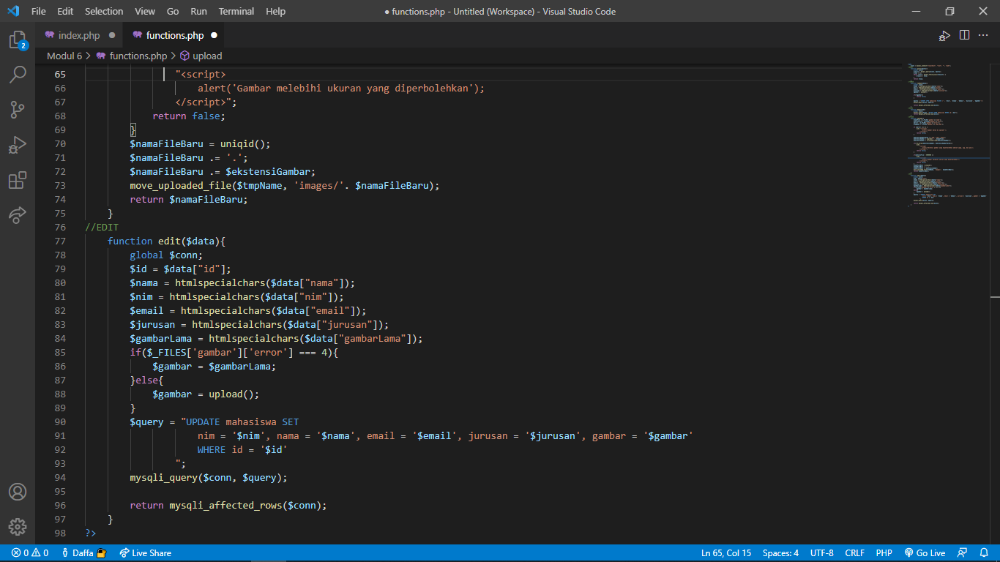 File Edit Selection View Go Run Terminal Help
● functions.php - Untitled (Workspace) - Visual Studio Code
index.php ●
functions.php ●
Modul 6 > functions.php > upload
2
65 "<script>
66 alert('Gambar melebihi ukuran yang diperbolehkan');
67 </script>";
68 return false;
69 }
70 $namaFileBaru = uniqid();
71 $namaFileBaru .= '.';
72 $namaFileBaru .= $ekstensiGambar;
73 move_uploaded_file($tmpName, 'images/'. $namaFileBaru);
74 return $namaFileBaru;
75 }
76 //EDIT
77 function edit($data){
78 global $conn;
79 $id = $data["id"];
80 $nama = htmlspecialchars($data["nama"]);
81 $nim = htmlspecialchars($data["nim"]);
82 $email = htmlspecialchars($data["email"]);
83 $jurusan = htmlspecialchars($data["jurusan"]);
84 $gambarLama = htmlspecialchars($data["gambarLama"]);
85 if($_FILES['gambar']['error'] === 4){
86 $gambar = $gambarLama;
87 }else{
88 $gambar = upload();
89 }
90 $query = "UPDATE mahasiswa SET
91 nim = '$nim', nama = '$nama', email = '$email', jurusan = '$jurusan', gambar = '$gambar'
92 WHERE id = '$id'
93 ";
94 mysqli_query($conn, $query);
95
96 return mysqli_affected_rows($conn);
97 }
98 ?>
0 0 Daffa Live Share
Ln 65, Col 15 Spaces: 4 UTF-8 CRLF PHP Go Live